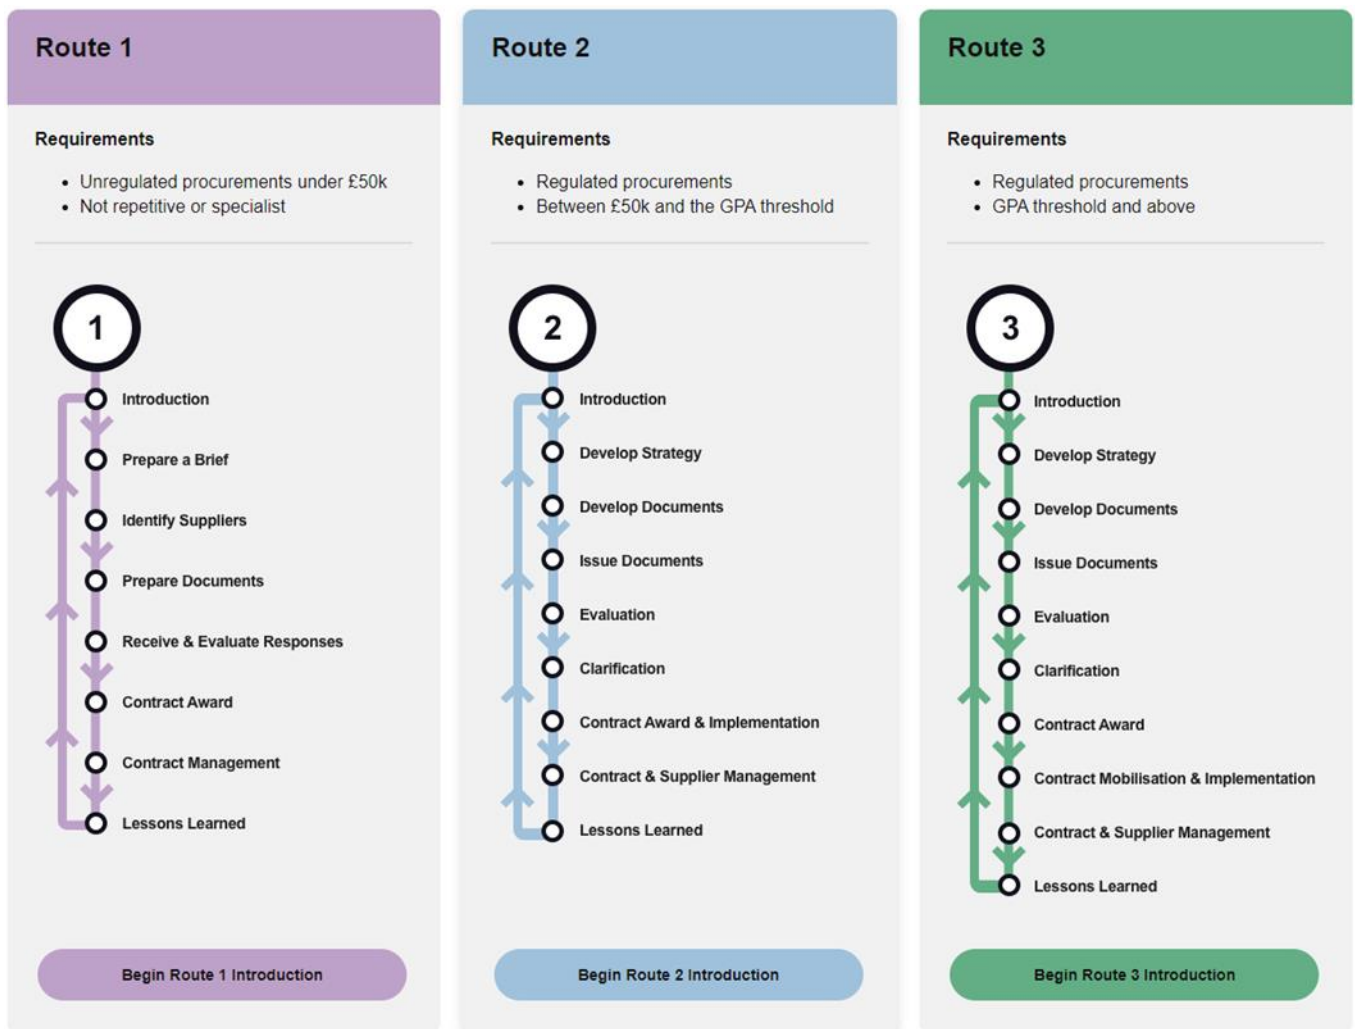 Route 1
Requirements
• Unregulated procurements under £50k
• Not repetitive or specialist
1
Introduction
Prepare a Brief
Identify Suppliers
Prepare Documents
Receive & Evaluate Responses
Contract Award
Contract Management
Lessons Learned
Begin Route 1 Introduction
Route 2
Requirements
• Regulated procurements
• Between £50k and the GPA threshold
2
Introduction
Develop Strategy
Develop Documents
Issue Documents
Evaluation
Clarification
Contract Award & Implementation
Contract & Supplier Management
Lessons Learned
Begin Route 2 Introduction
Route 3
Requirements
• Regulated procurements
• GPA threshold and above
3
Introduction
Develop Strategy
Develop Documents
Issue Documents
Evaluation
Clarification
Contract Award
Contract Mobilisation & Implementation
Contract & Supplier Management
Lessons Learned
Begin Route 3 Introduction